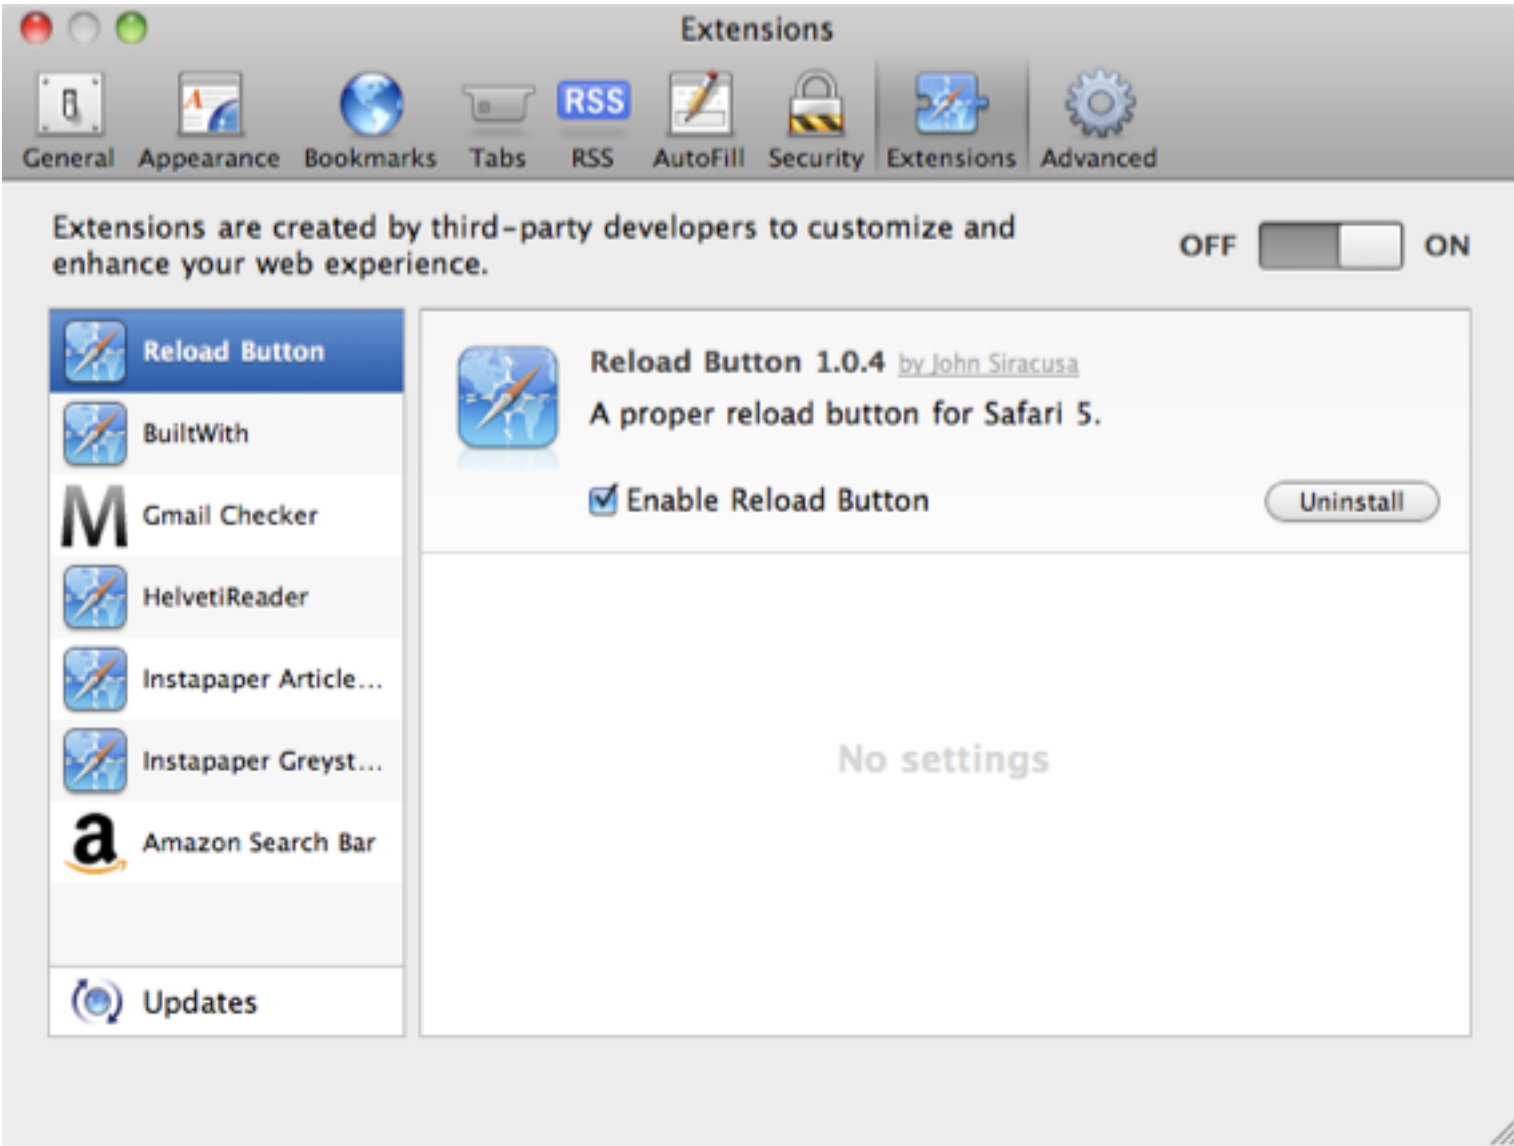 Extensions
General Appearance Bookmarks Tabs RSS RSS AutoFill Security Extensions Advanced
Extensions are created by third-party developers to customize and
enhance your web experience.
OFF ON
Reload Button
BuiltWith
M Gmail Checker
HelvetiReader
Instapaper Article...
Instapaper Greyst...
a Amazon Search Bar
Updates
Reload Button 1.0.4 by John Siracusa
A proper reload button for Safari 5.
Enable Reload Button
Uninstall
No settings